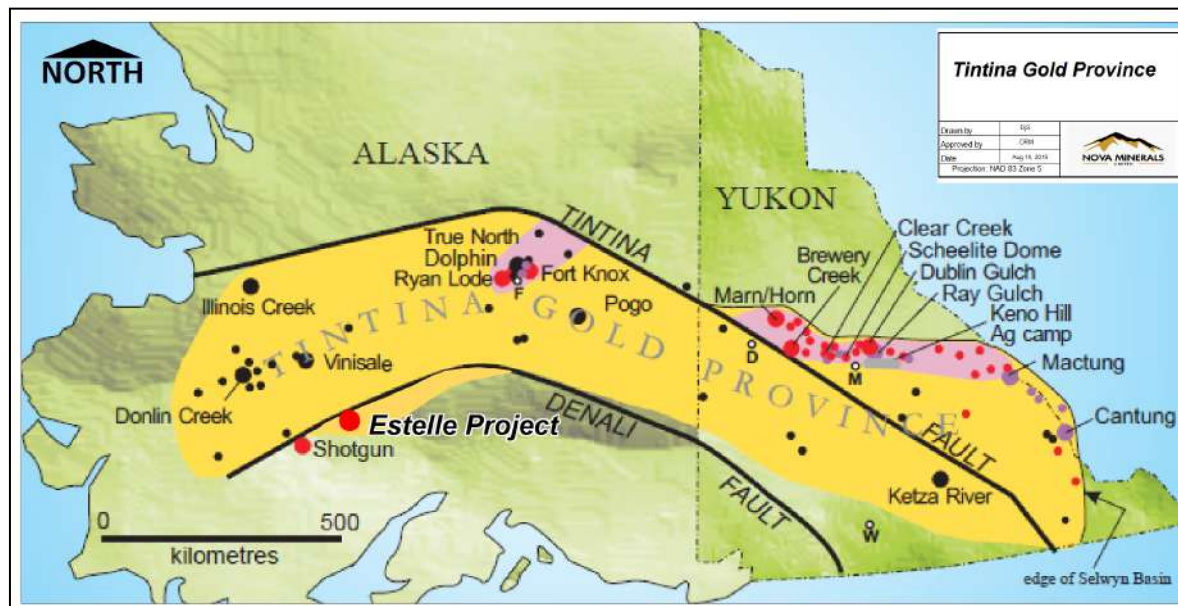 NORTH
Tintina Gold Province
Drawn by
Approved by
Date
Projection: NAD 83 Zone 5
NOVA MINERALS
LIMITED
ALASKA
YUKON
TINTINA
FAULT
TINTINA GOLD PROVINCE
True North
Dolphin
Ryan Lode
Fort Knox
F
Illinois Creek
Pogo
Vinisale
Donlin Creek
Estelle Project
Shotgun
DENALI
FAULT
Clear Creek
Scheelite Dome
Brewery
Creek
Dublin Gulch
Ray Gulch
Marn/Horn
Keno Hill
Ag camp
Mactung
Cantung
D
M
Ketza River
W
0
500
kilometres
edge of Selwyn Basin